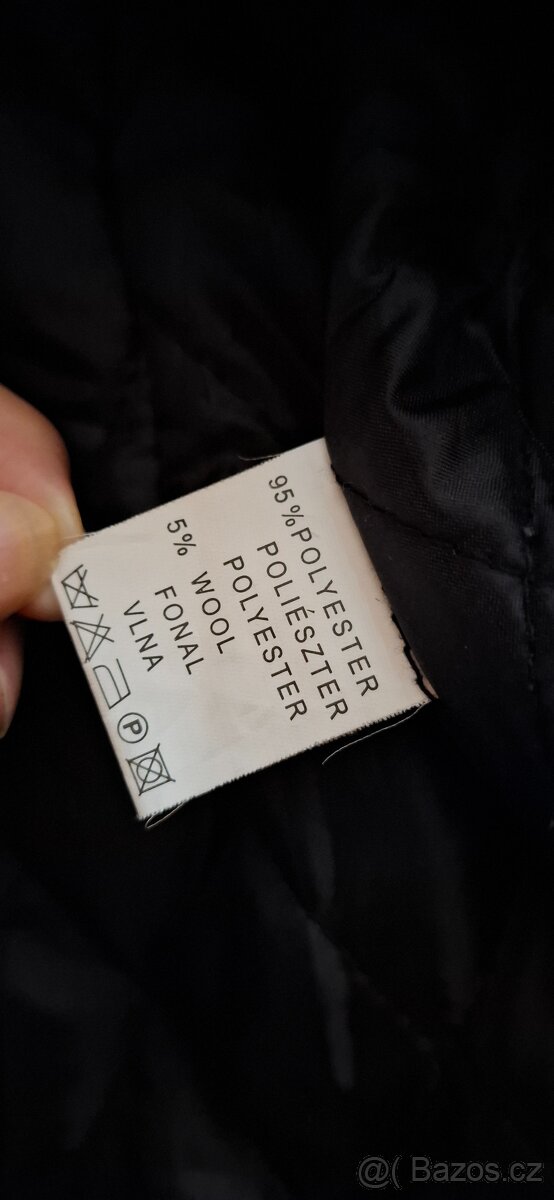 95%POLYESTER
POLIÉSZTER
POLYESTER
5% WOOL
FONAL
VLNA
P
@( Bazos.cz